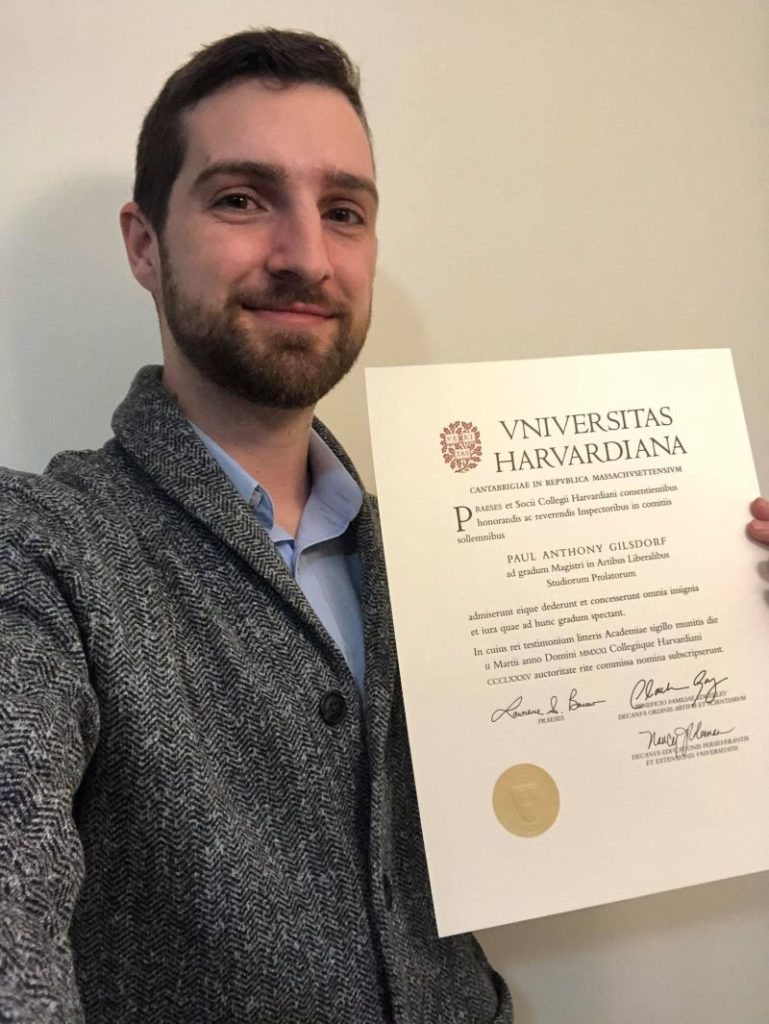 VNIVERSITAS
HARVARDIANA
CANTABRIGIAE IN REPVBLICA MASSACHVSETTENSIVM
PRAESES et Socii Collegii Harvardiani consentientibus
honorandis ac reverendis Inspectoribus in comitiis
sollemnibus
PAUL ANTHONY GILSDORF
ad gradum Magistri in Artibus Liberalibus
Studiorum Prolatorum
admiserunt eique dederunt et concesserunt omnia insignia
et iura quae ad hunc gradum spectant.
In cuius rei testimonium litteris Academiae sigillo munitis die
II Martii anno Domini MMXXI Collegiique Harvardiani
CCCLXXXV auctoritate rite commissa nomina subscripserunt.
PRAESES
DECANVS ORDINIS ARTIVM ET SCIENTIARVM
DECANVS EDUCATIONIS PERSEVERANTIS
ET EXTENSIONIS VNIVERSITATIS
VE RI
TAS